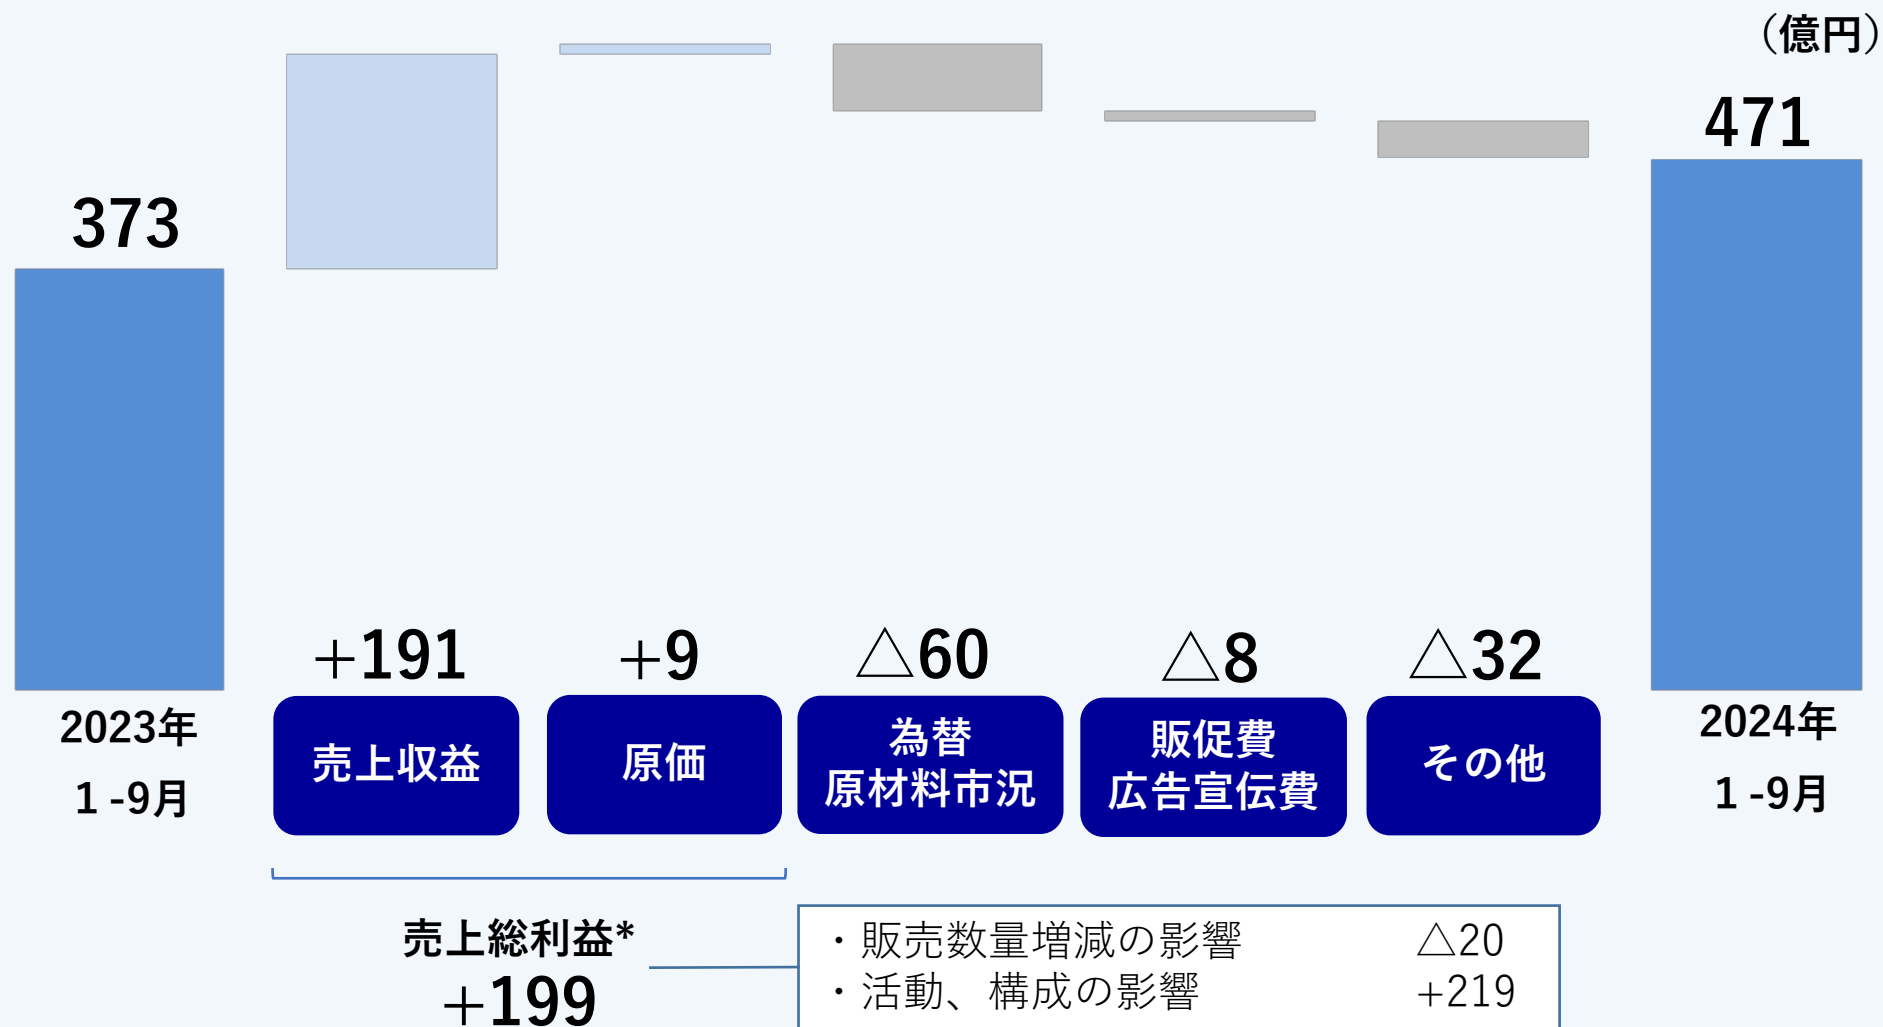 （億円）
373
471
+191
+9
△60
△8
△32
2023年
1 -9月
売上収益
原価
為替
原材料市況
販促費
広告宣伝費
その他
2024年
1 -9月
売上総利益*
+199
・販売数量増減の影響 △20
・活動、構成の影響 +219